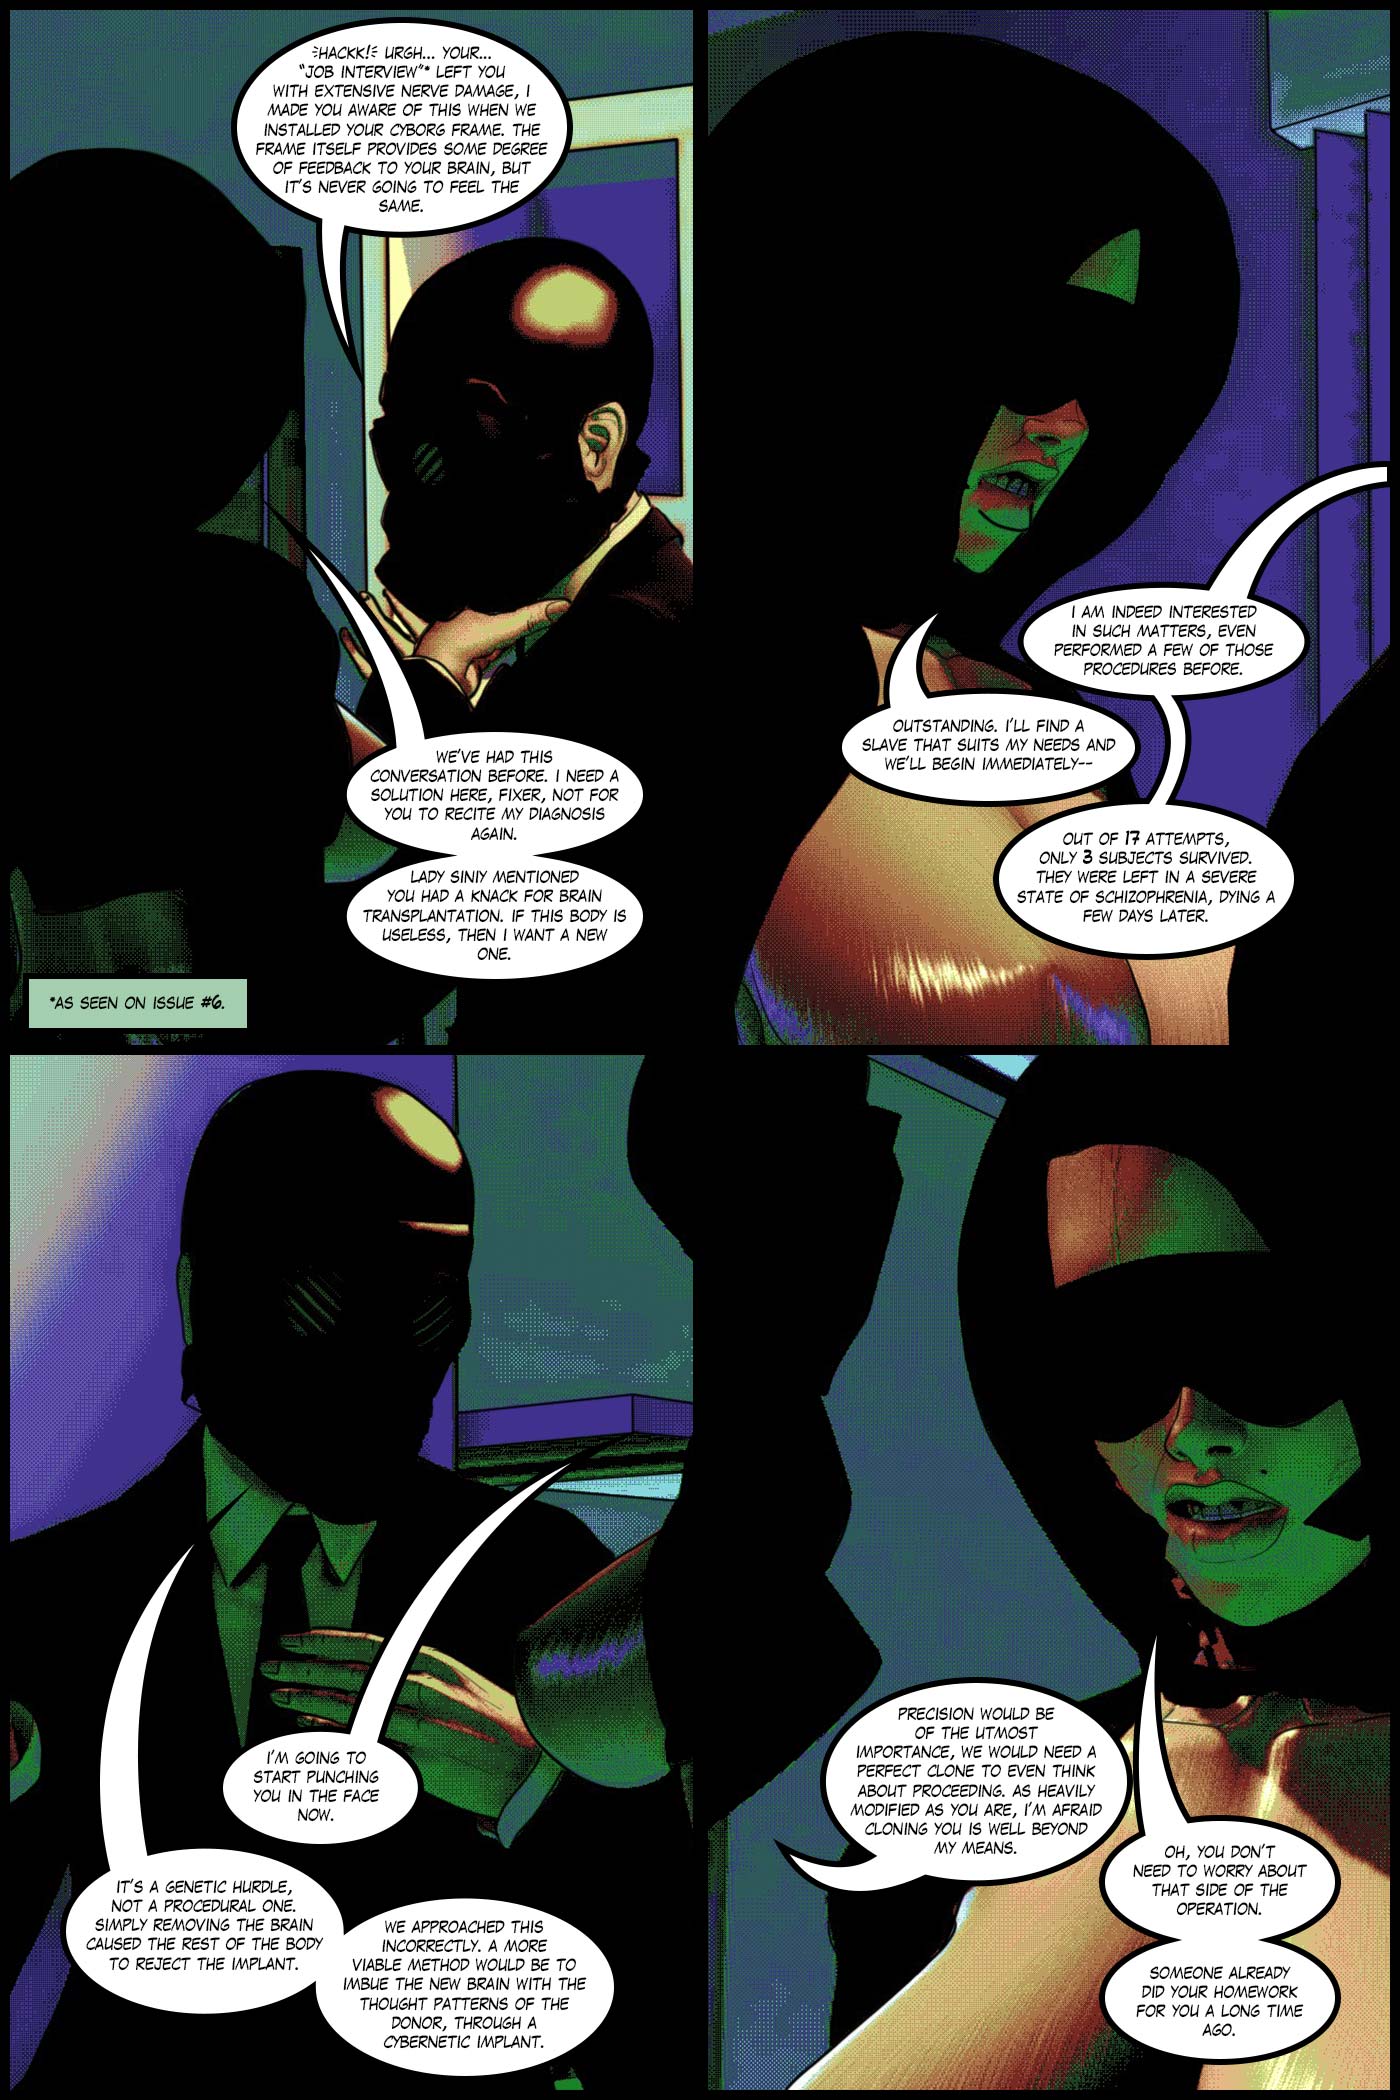 HACKK! URGH... YOUR...
"JOB INTERVIEW"* LEFT YOU
WITH EXTENSIVE NERVE DAMAGE, I
MADE YOU AWARE OF THIS WHEN WE
INSTALLED YOUR CYBORG FRAME. THE
FRAME ITSELF PROVIDES SOME DEGREE
OF FEEDBACK TO YOUR BRAIN, BUT
IT'S NEVER GOING TO FEEL THE
SAME.
WE'VE HAD THIS
CONVERSATION BEFORE. I NEED A
SOLUTION HERE, FIXER, NOT FOR
YOU TO RECITE MY DIAGNOSIS
AGAIN.
LADY SINIY MENTIONED
YOU HAD A KNACK FOR BRAIN
TRANSPLANTATION. IF THIS BODY IS
USELESS, THEN I WANT A NEW
ONE.
*AS SEEN ON ISSUE #6.
I AM INDEED INTERESTED
IN SUCH MATTERS, EVEN
PERFORMED A FEW OF THOSE
PROCEDURES BEFORE.
OUTSTANDING. I'LL FIND A
SLAVE THAT SUITS MY NEEDS AND
WE'LL BEGIN IMMEDIATELY--
OUT OF 17 ATTEMPTS,
ONLY 3 SUBJECTS SURVIVED.
THEY WERE LEFT IN A SEVERE
STATE OF SCHIZOPHRENIA, DYING A
FEW DAYS LATER.
I'M GOING TO
START PUNCHING
YOU IN THE FACE
NOW.
IT'S A GENETIC HURDLE,
NOT A PROCEDURAL ONE.
SIMPLY REMOVING THE BRAIN
CAUSED THE REST OF THE BODY
TO REJECT THE IMPLANT.
WE APPROACHED THIS
INCORRECTLY. A MORE
VIABLE METHOD WOULD BE TO
IMBUE THE NEW BRAIN WITH THE
THOUGHT PATTERNS OF THE
DONOR, THROUGH A
CYBERNETIC IMPLANT.
PRECISION WOULD BE
OF THE UTMOST
IMPORTANCE, WE WOULD NEED A
PERFECT CLONE TO EVEN THINK
ABOUT PROCEEDING. AS HEAVILY
MODIFIED AS YOU ARE, I'M AFRAID
CLONING YOU IS WELL BEYOND
MY MEANS.
OH, YOU DON'T
NEED TO WORRY ABOUT
THAT SIDE OF THE
OPERATION.
SOMEONE ALREADY
DID YOUR HOMEWORK
FOR YOU A LONG TIME
AGO.